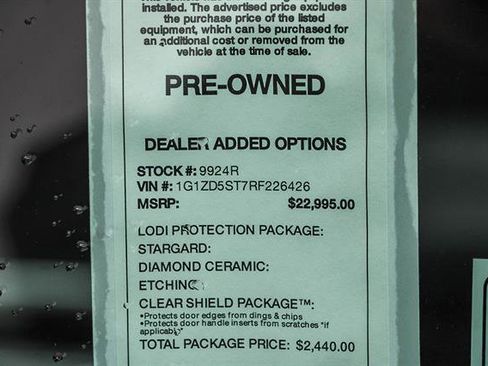 installed. The advertised price excludes
the purchase price of the listed
equipment, which can be purchased for
an additional cost or removed from the
vehicle at the time of sale.
PRE-OWNED
DEALER ADDED OPTIONS
STOCK #: 9924R
VIN #: 1G1ZD5ST7RF226426
MSRP: $22,995.00
LODI PROTECTION PACKAGE:
STARGARD:
DIAMOND CERAMIC:
ETCHING:
CLEAR SHIELD PACKAGE™:
•Protects door edges from dings & chips
•Protects door handle inserts from scratches *if
applicable*
TOTAL PACKAGE PRICE: $2,440.00